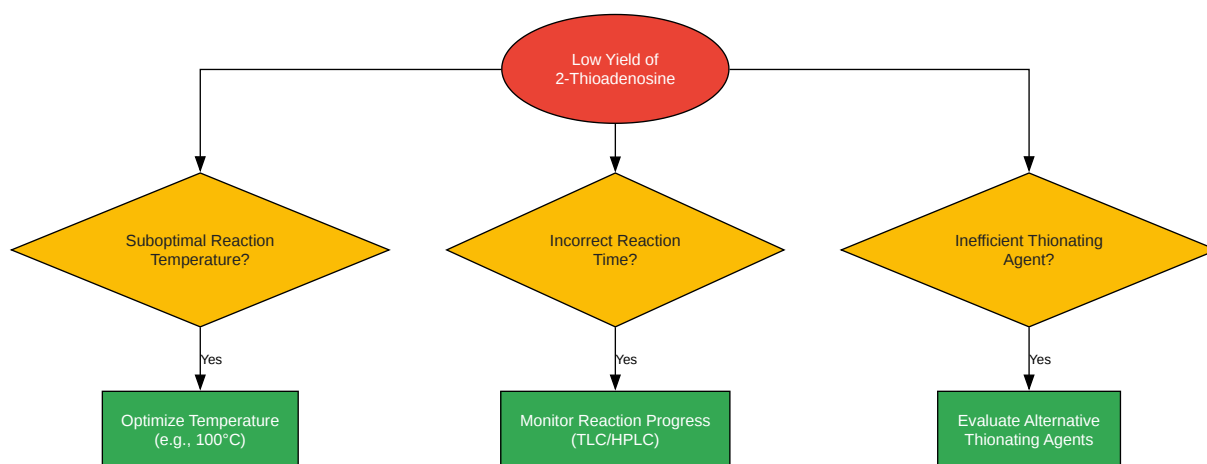 Low Yield of
2-Thioadenosine
Suboptimal Reaction
Temperature?
Incorrect Reaction
Time?
Inefficient Thionating
Agent?
Yes
Yes
Yes
Optimize Temperature
(e.g., 100°C)
Monitor Reaction Progress
(TLC/HPLC)
Evaluate Alternative
Thionating Agents